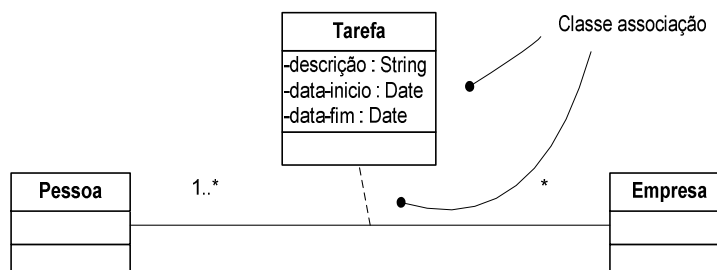 Tarefa
Classe associação
-descrição : String
-data-inicio : Date
-data-fim : Date
Pessoa
1..*
*
Empresa